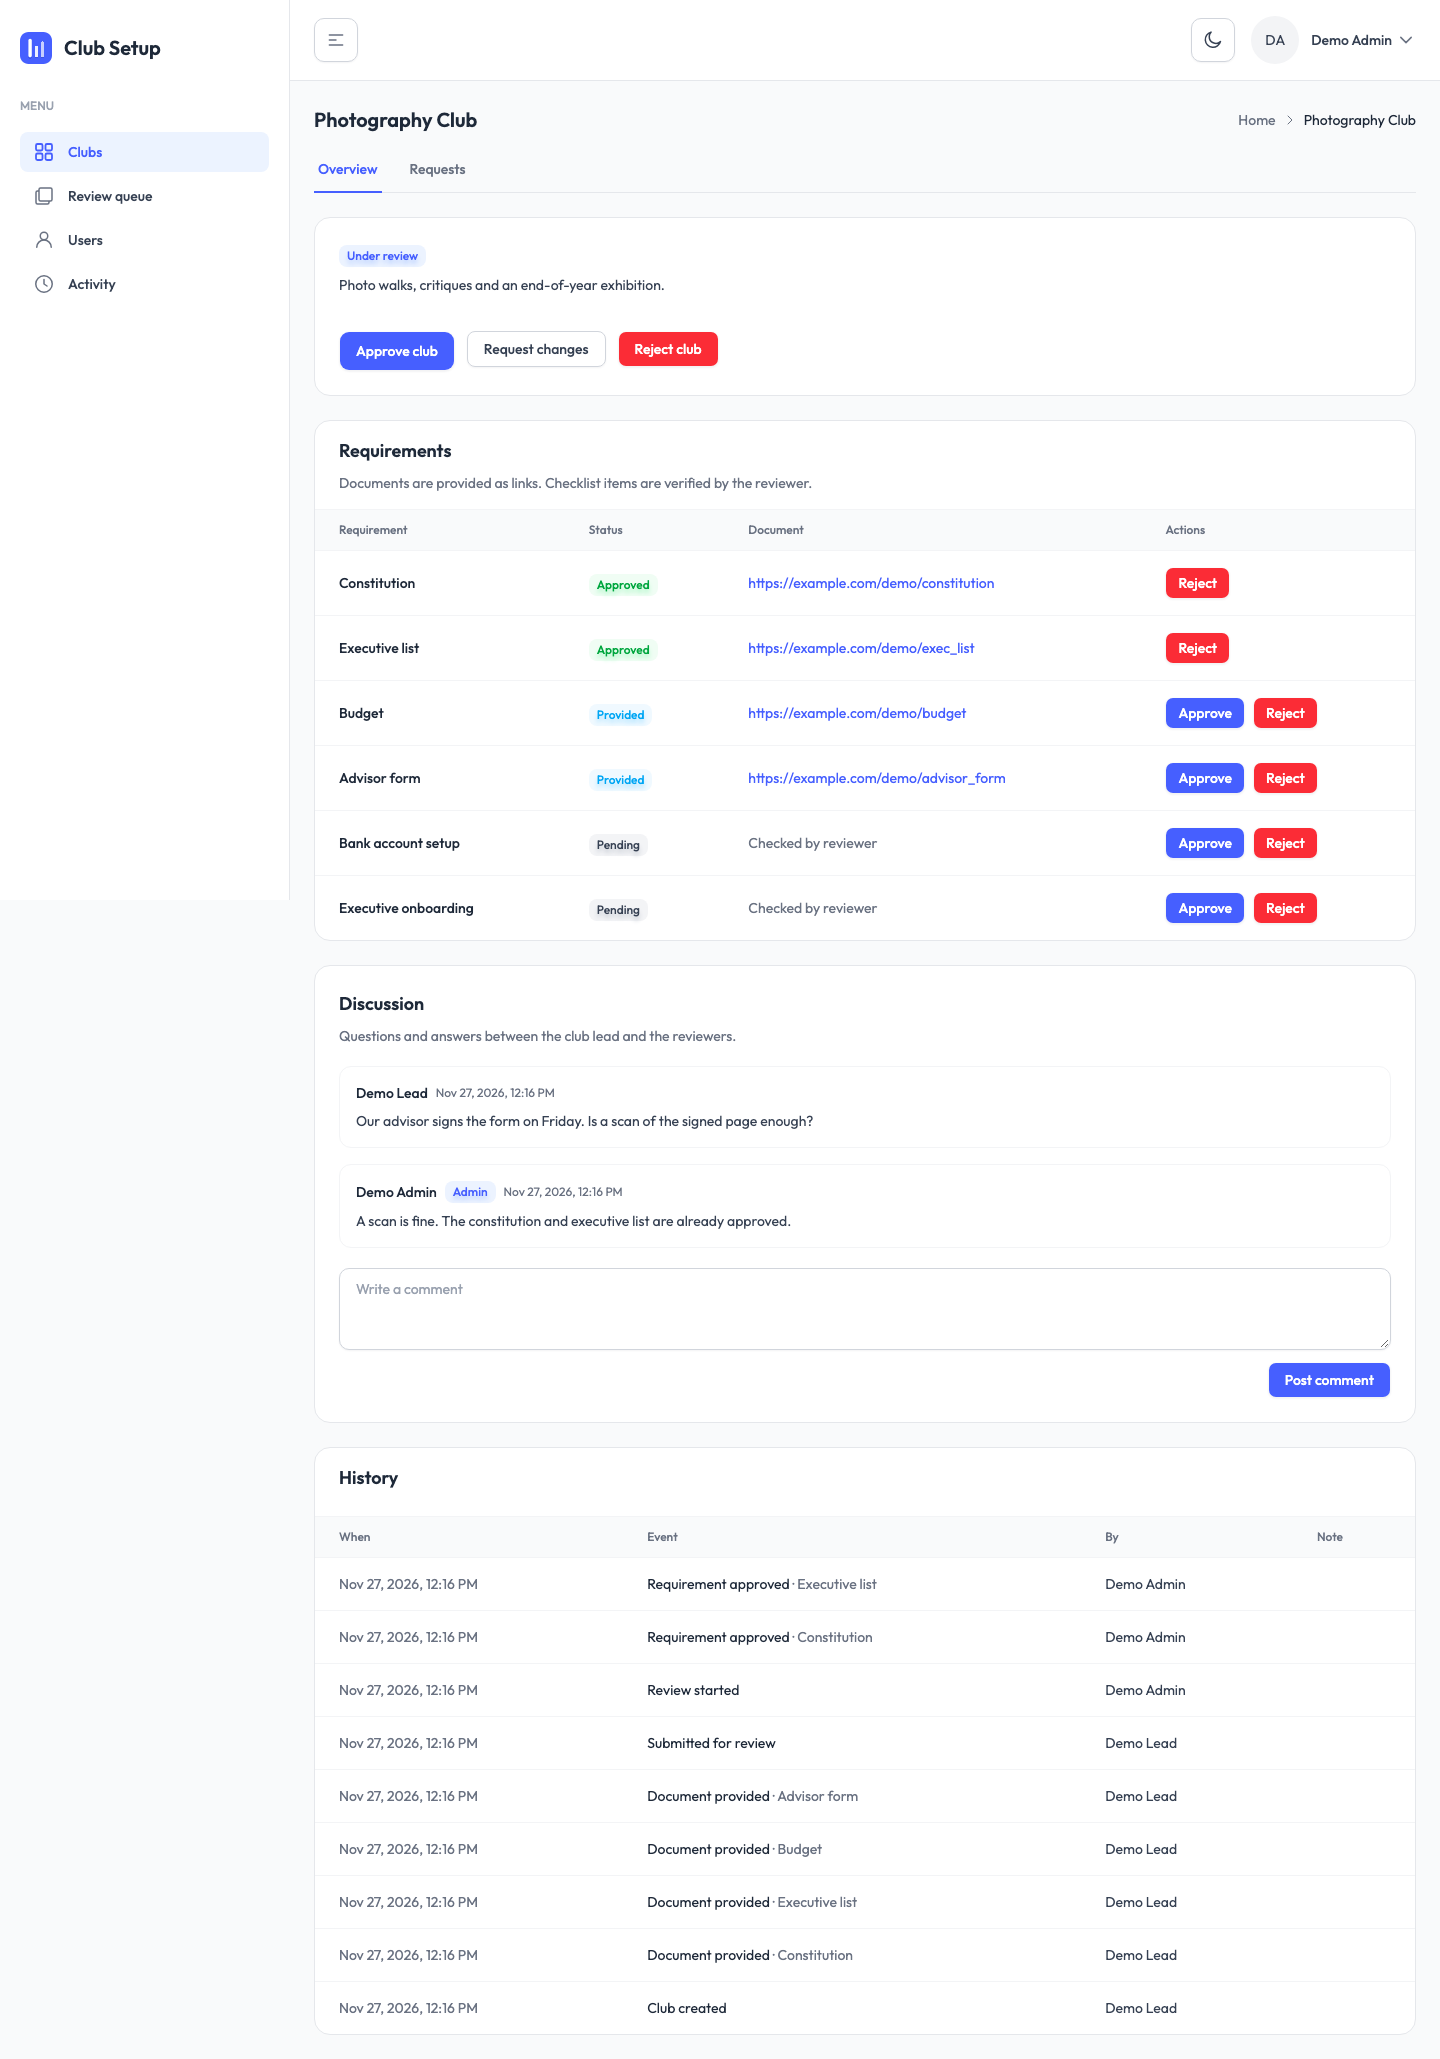 Club Setup
DA
Demo Admin
MENU
Clubs
Review queue
Users
Activity
Photography Club
Home > Photography Club
Overview
Requests
Under review
Photo walks, critiques and an end-of-year exhibition.
Approve club
Request changes
Reject club
Requirements
Documents are provided as links. Checklist items are verified by the reviewer.
Requirement Status Document Actions
Constitution Approved https://example.com/demo/constitution Reject
Executive list Approved https://example.com/demo/exec_list Reject
Budget Provided https://example.com/demo/budget Approve Reject
Advisor form Provided https://example.com/demo/advisor_form Approve Reject
Bank account setup Pending Checked by reviewer Approve Reject
Executive onboarding Pending Checked by reviewer Approve Reject
Discussion
Questions and answers between the club lead and the reviewers.
Demo Lead Nov 27, 2026, 12:16 PM
Our advisor signs the form on Friday. Is a scan of the signed page enough?
Demo Admin Admin Nov 27, 2026, 12:16 PM
A scan is fine. The constitution and executive list are already approved.
Write a comment
Post comment
History
When Event By Note
Nov 27, 2026, 12:16 PM Requirement approved · Executive list Demo Admin
Nov 27, 2026, 12:16 PM Requirement approved · Constitution Demo Admin
Nov 27, 2026, 12:16 PM Review started Demo Admin
Nov 27, 2026, 12:16 PM Submitted for review Demo Lead
Nov 27, 2026, 12:16 PM Document provided · Advisor form Demo Lead
Nov 27, 2026, 12:16 PM Document provided · Budget Demo Lead
Nov 27, 2026, 12:16 PM Document provided · Executive list Demo Lead
Nov 27, 2026, 12:16 PM Document provided · Constitution Demo Lead
Nov 27, 2026, 12:16 PM Club created Demo Lead